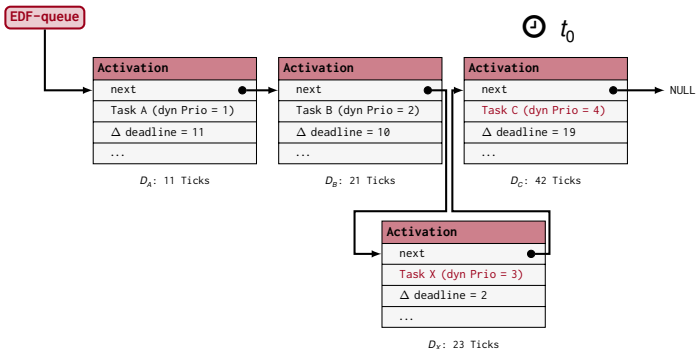 EDF-queue
t0
Activation
next
Task A (dyn Prio = 1)
Δ deadline = 11
...
DA: 11 Ticks
Activation
next
Task B (dyn Prio = 2)
Δ deadline = 10
...
DB: 21 Ticks
Activation
next
Task C (dyn Prio = 4)
Δ deadline = 19
...
DC: 42 Ticks
NULL
Activation
next
Task X (dyn Prio = 3)
Δ deadline = 2
...
DX: 23 Ticks